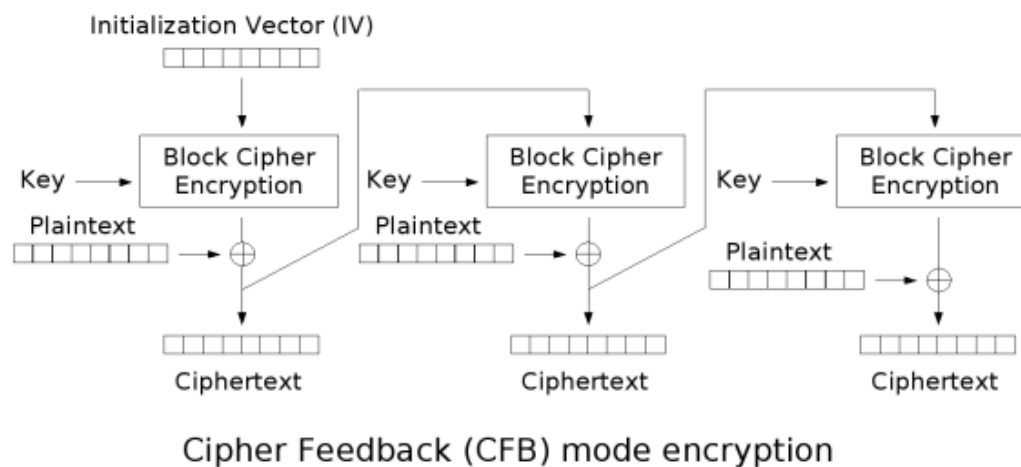 Initialization Vector (IV)
Block Cipher
Encryption
Key
Plaintext
Ciphertext
Block Cipher
Encryption
Key
Plaintext
Ciphertext
Block Cipher
Encryption
Key
Plaintext
Ciphertext
Cipher Feedback (CFB) mode encryption